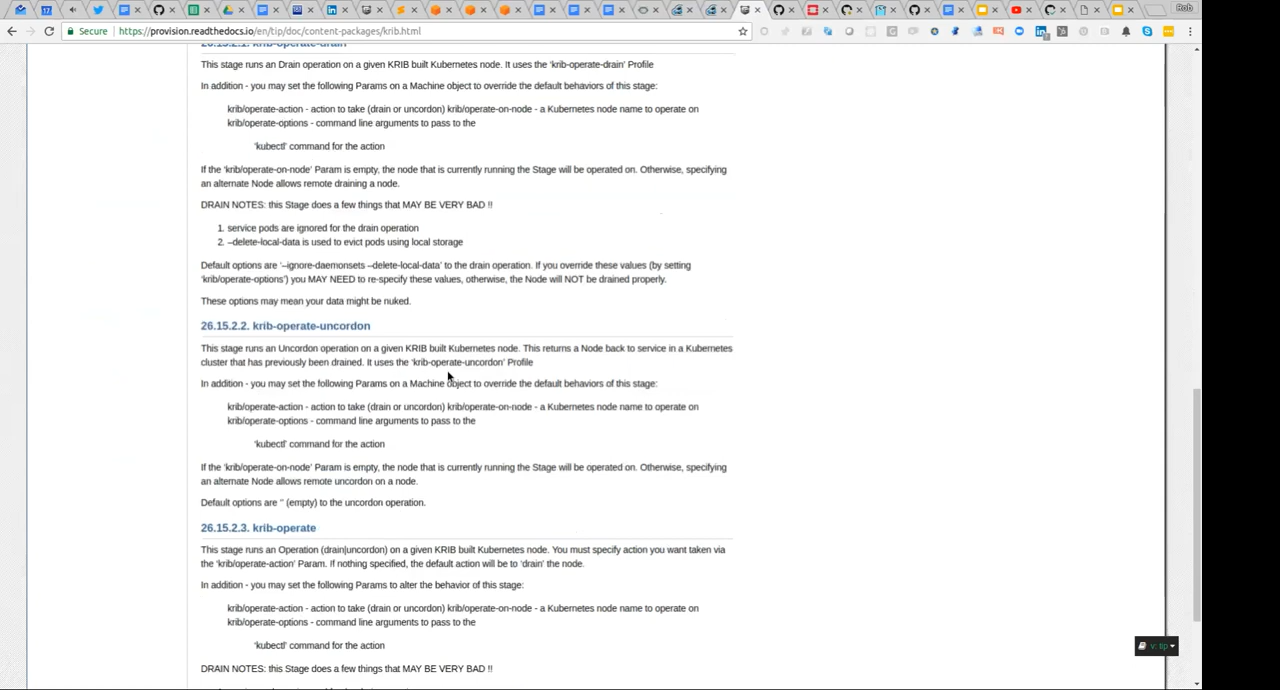 Rob
17
Secure
https://provision.readthedocs.io/en/tip/doc/content-packages/krib.html
26.15.2.1. krib-operate-drain
This stage runs an Drain operation on a given KRIB built Kubernetes node. It uses the ‘krib-operate-drain’ Profile
In addition - you may set the following Params on a Machine object to override the default behaviors of this stage:
krib/operate-action - action to take (drain or uncordon) krib/operate-on-node - a Kubernetes node name to operate on
krib/operate-options - command line arguments to pass to the
‘kubectl’ command for the action
If the ‘krib/operate-on-node’ Param is empty, the node that is currently running the Stage will be operated on. Otherwise, specifying
an alternate Node allows remote draining a node.
DRAIN NOTES: this Stage does a few things that MAY BE VERY BAD !!
1. service pods are ignored for the drain operation
2. –delete-local-data is used to evict pods using local storage
Default options are ‘–ignore-daemonsets –delete-local-data’ to the drain operation. If you override these values (by setting
‘krib/operate-options’) you MAY NEED to re-specify these values, otherwise, the Node will NOT be drained properly.
These options may mean your data might be nuked.
26.15.2.2. krib-operate-uncordon
This stage runs an Uncordon operation on a given KRIB built Kubernetes node. This returns a Node back to service in a Kubernetes
cluster that has previously been drained. It uses the ‘krib-operate-uncordon’ Profile
In addition - you may set the following Params on a Machine object to override the default behaviors of this stage:
krib/operate-action - action to take (drain or uncordon) krib/operate-on-node - a Kubernetes node name to operate on
krib/operate-options - command line arguments to pass to the
‘kubectl’ command for the action
If the ‘krib/operate-on-node’ Param is empty, the node that is currently running the Stage will be operated on. Otherwise, specifying
an alternate Node allows remote uncordon on a node.
Default options are ‘’ (empty) to the uncordon operation.
26.15.2.3. krib-operate
This stage runs an Operation (drain|uncordon) on a given KRIB built Kubernetes node. You must specify action you want taken via
the ‘krib/operate-action’ Param. If nothing specified, the default action will be to ‘drain’ the node.
In addition - you may set the following Params to alter the behavior of this stage:
krib/operate-action - action to take (drain or uncordon) krib/operate-on-node - a Kubernetes node name to operate on
krib/operate-options - command line arguments to pass to the
‘kubectl’ command for the action
v: tip
DRAIN NOTES: this Stage does a few things that MAY BE VERY BAD !!